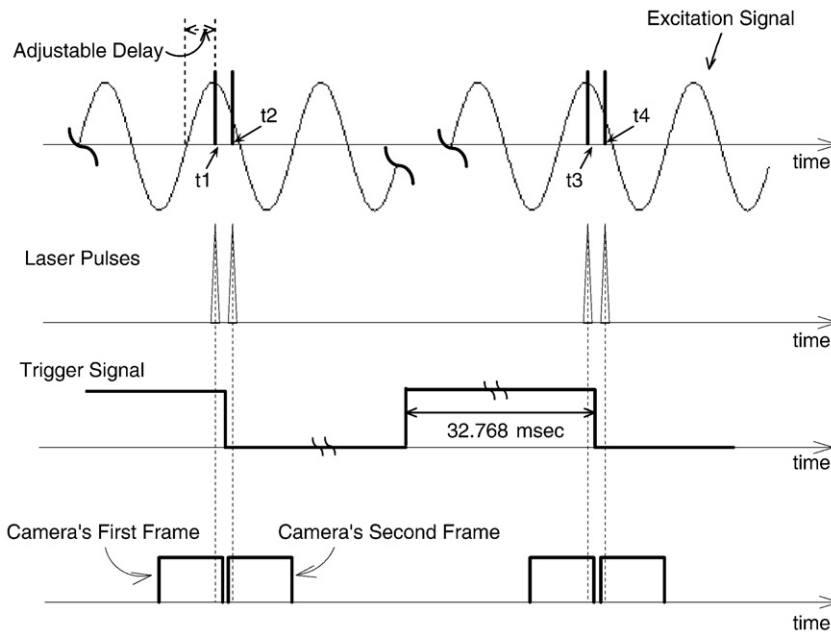 Excitation Signal
Adjustable Delay
t2
t4
t1
t3
time
Laser Pulses
time
Trigger Signal
32.768 msec
time
Camera's First Frame
Camera's Second Frame
time